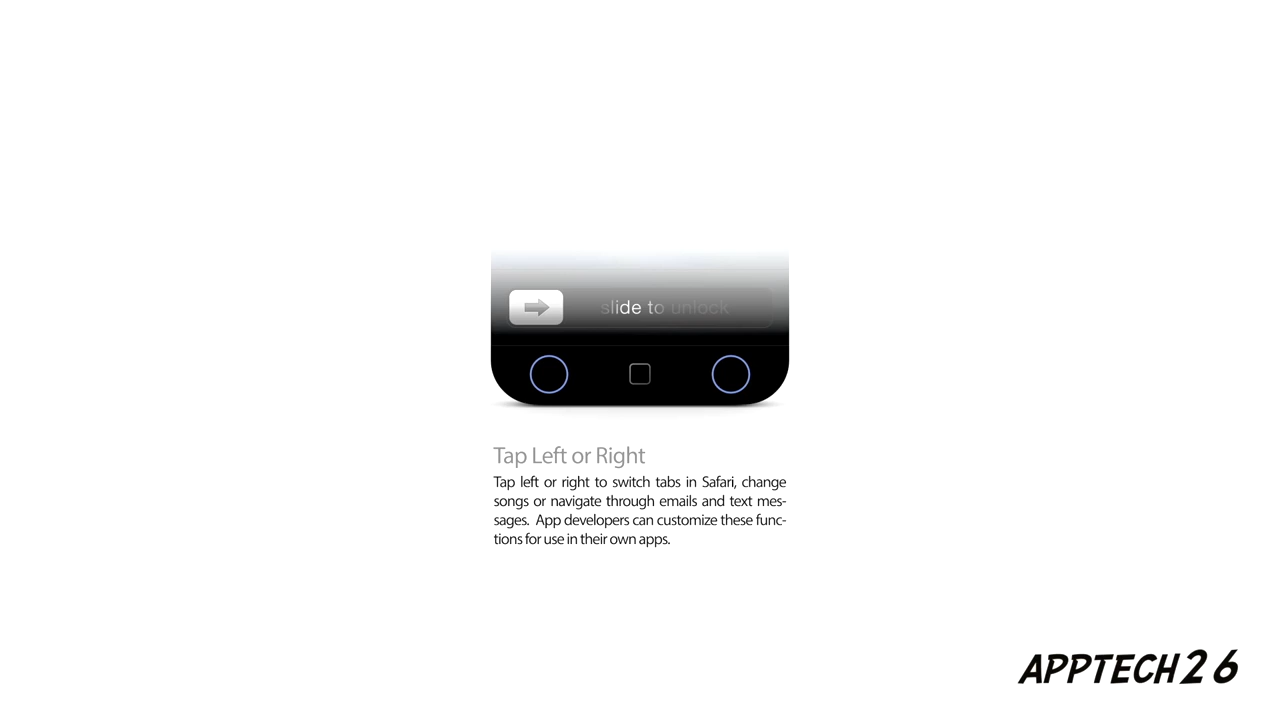 slide to unlock
Tap Left or Right
Tap left or right to switch tabs in Safari, change
songs or navigate through emails and text mes-
sages.  App developers can customize these func-
tions for use in their own apps.
APPTECH26